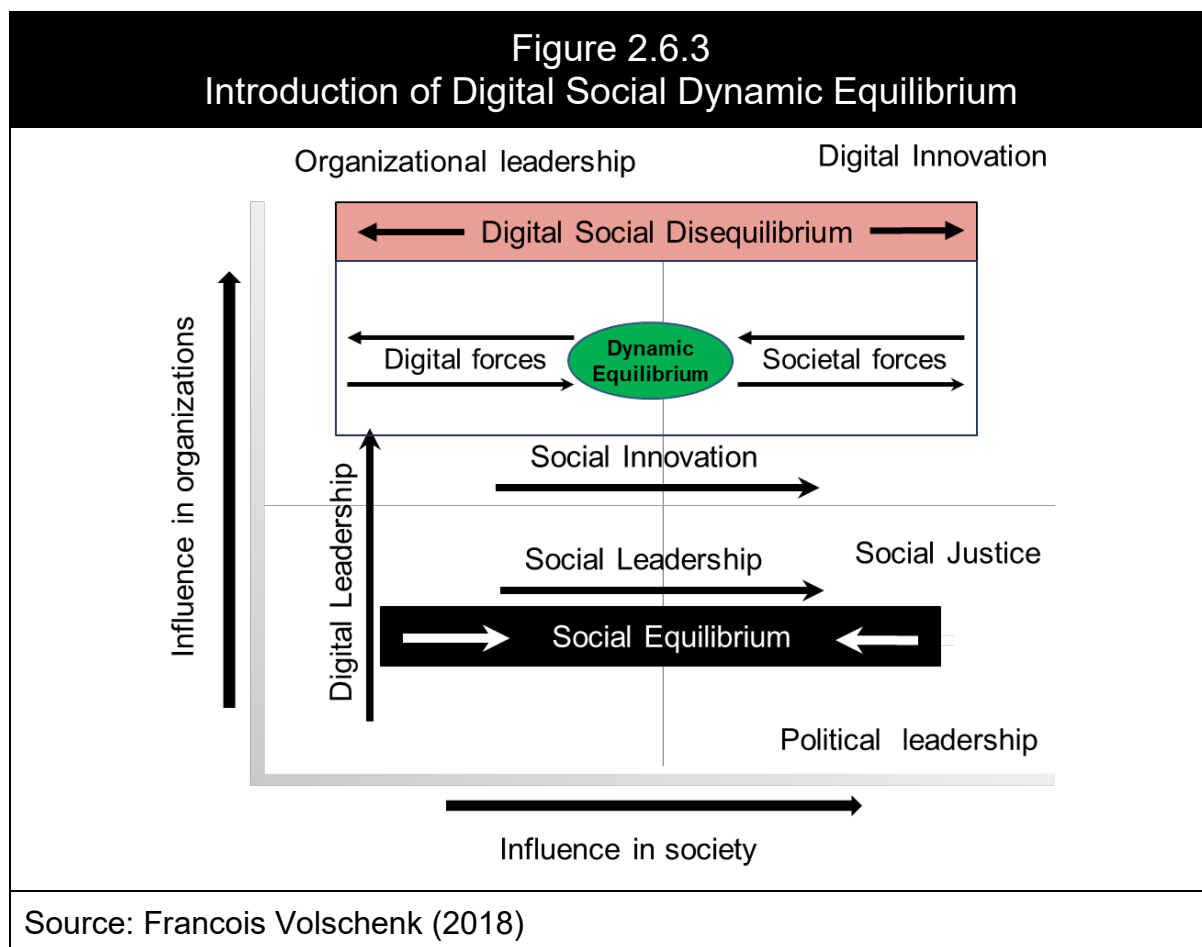 Figure 2.6.3
Introduction of Digital Social Dynamic Equilibrium
Organizational leadership
Digital Innovation
Digital Social Disequilibrium
Influence in organizations
Digital forces
Dynamic
Equilibrium
Societal forces
Digital Leadership
Social Innovation
Social Leadership
Social Justice
Social Equilibrium
Political leadership
Influence in society
Source: Francois Volschenk (2018)